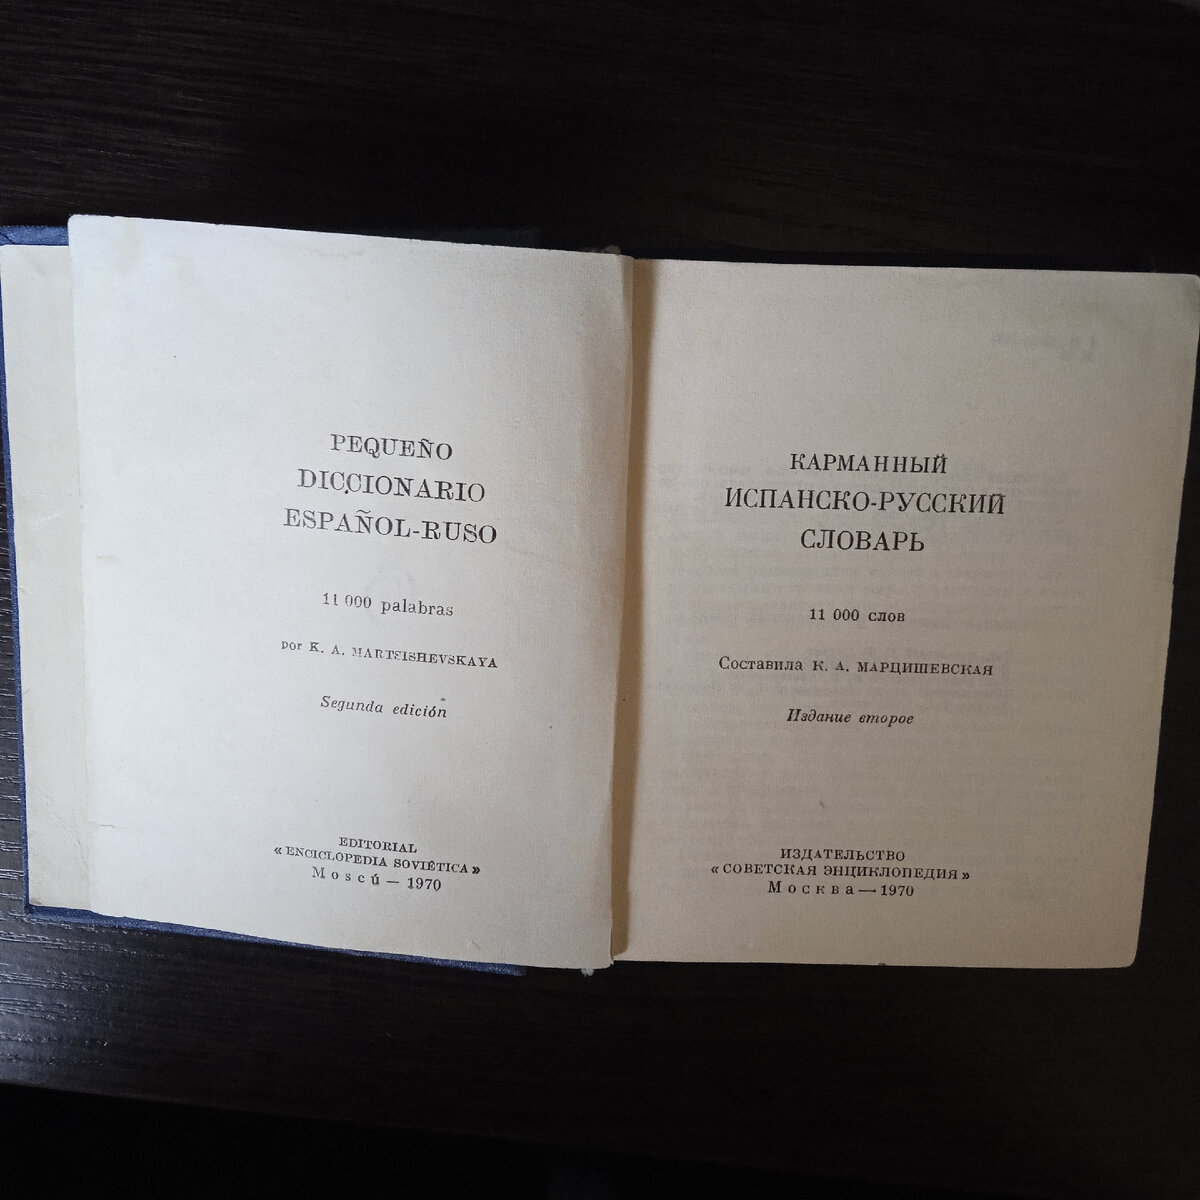 PEQUEÑO
DICCIONARIO
ESPAÑOL-RUSO
11 000 palabras
por K. A. MARTSISHEVSKAYA
Segunda edición
EDITORIAL
«ENCICLOPEDIA SOVIÉTICA»
Moscú — 1970
КАРМАННЫЙ
ИСПАНСКО-РУССКИЙ
СЛОВАРЬ
11 000 слов
Составила К. А. МАРЦИШЕВСКАЯ
Издание второе
ИЗДАТЕЛЬСТВО
«СОВЕТСКАЯ ЭНЦИКЛОПЕДИЯ»
Москва — 1970